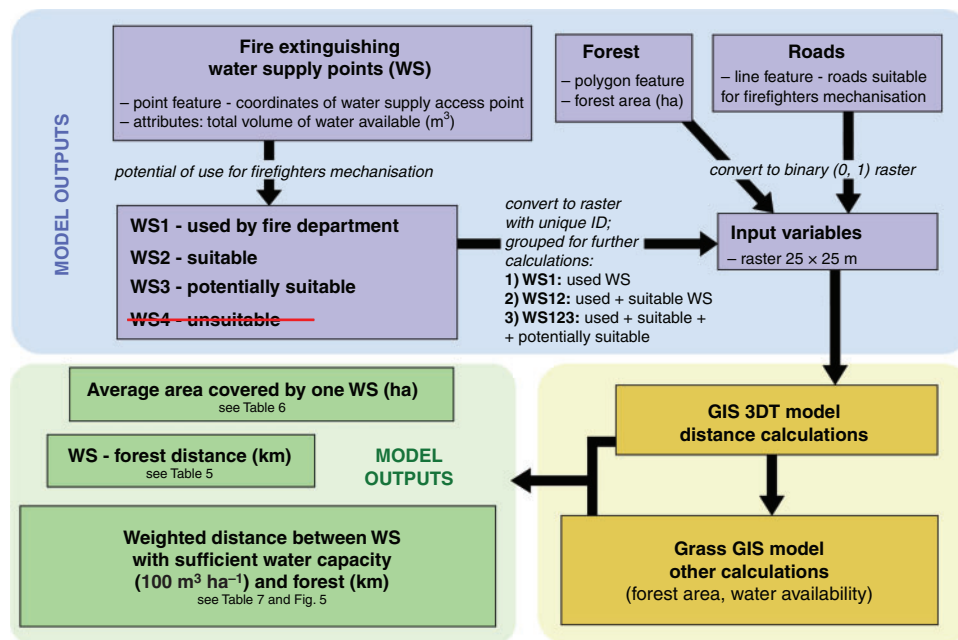 MODEL OUTPUTS
Fire extinguishing
water supply points (WS)
– point feature - coordinates of water supply access point
– attributes: total volume of water available (m³)
Forest
– polygon feature
– forest area (ha)
Roads
– line feature - roads suitable
for firefighters mechanisation
potential of use for firefighters mechanisation
convert to binary (0, 1) raster
WS1 - used by fire department
WS2 - suitable
WS3 - potentially suitable
WS4 - unsuitable
convert to raster
with unique ID;
grouped for further
calculations:
1) WS1: used WS
2) WS12: used + suitable WS
3) WS123: used + suitable +
+ potentially suitable
Input variables
– raster 25 × 25 m
Average area covered by one WS (ha)
see Table 6
WS - forest distance (km)
see Table 5
MODEL
OUTPUTS
Weighted distance between WS
with sufficient water capacity
(100 m³ ha⁻¹) and forest (km)
see Table 7 and Fig. 5
GIS 3DT model
distance calculations
Grass GIS model
other calculations
(forest area, water availability)